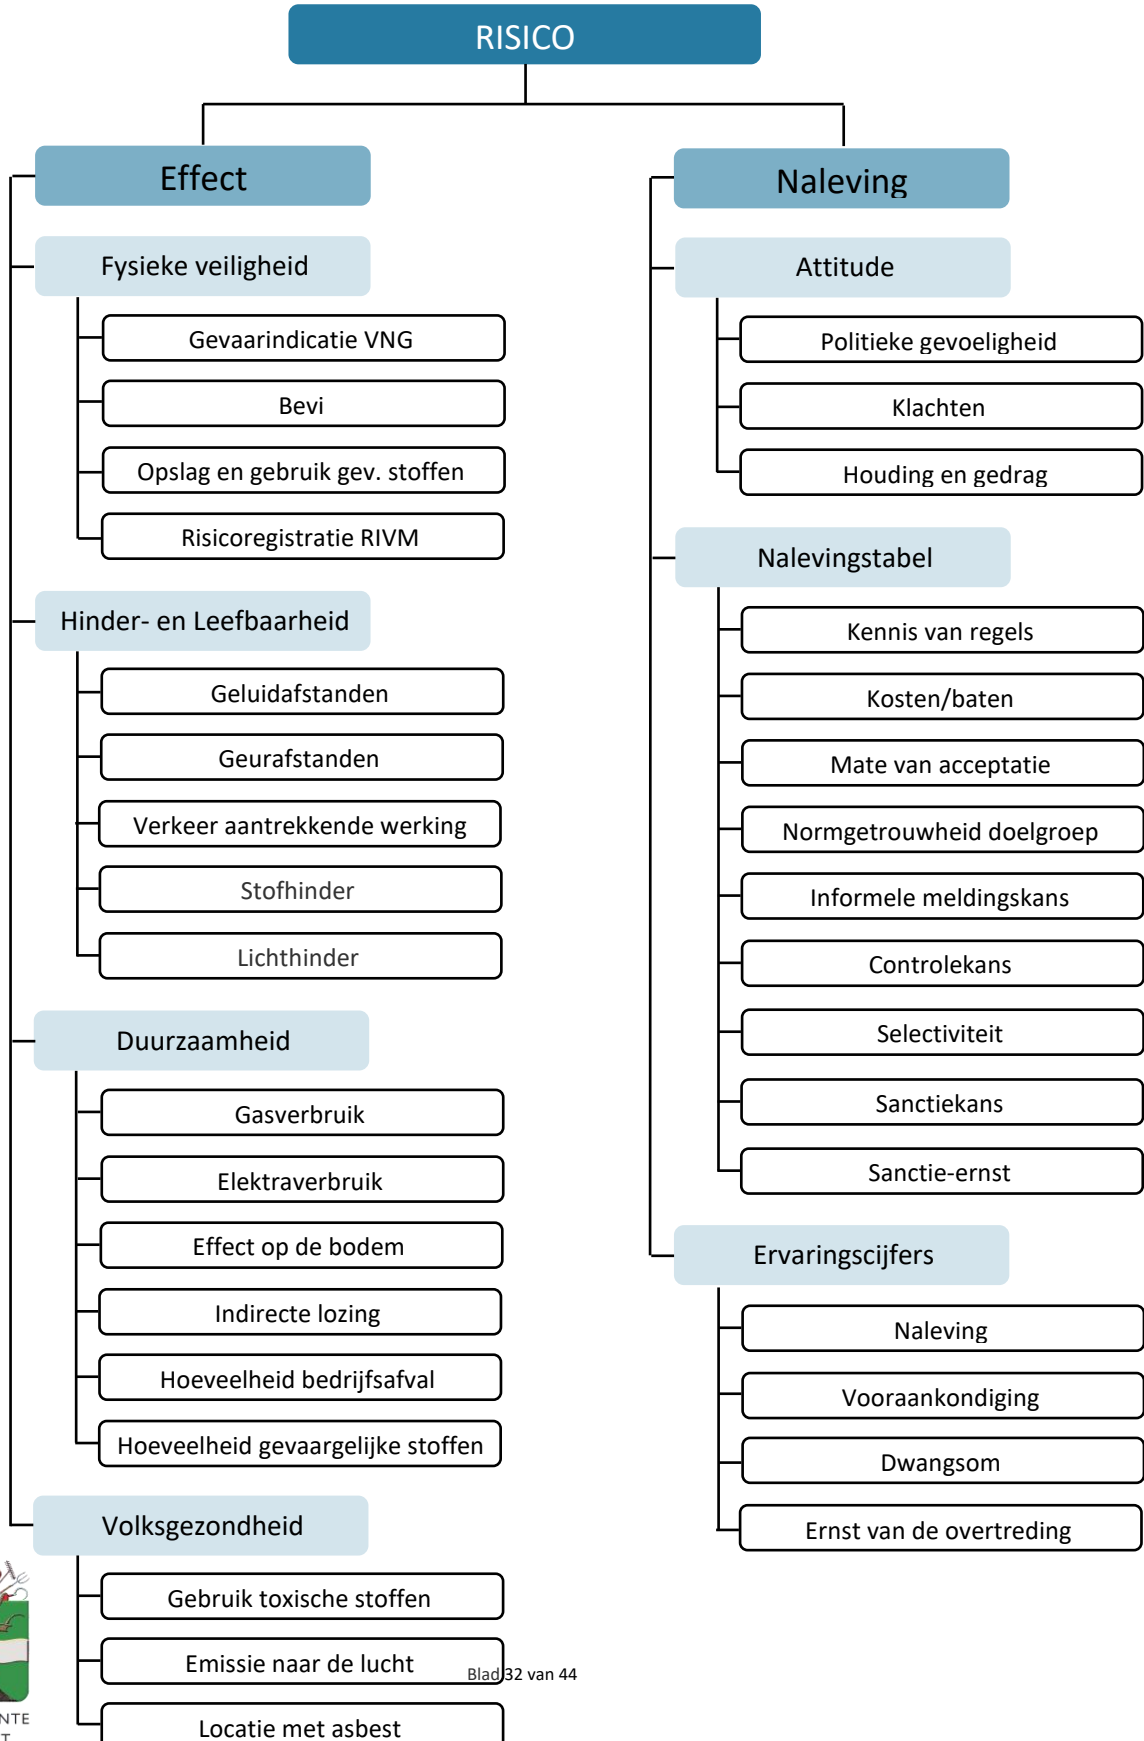 RISICO
Effect
Fysieke veiligheid
Gevaarindicatie VNG
Bevi
Opslag en gebruik gev. stoffen
Risicoregistratie RIVM
Hinder- en Leefbaarheid
Geluidafstanden
Geurafstanden
Verkeer aantrekkende werking
Stofhinder
Lichthinder
Duurzaamheid
Gasverbruik
Elektraverbruik
Effect op de bodem
Indirecte lozing
Hoeveelheid bedrijfsafval
Hoeveelheid gevaargelijke stoffen
Volksgezondheid
Gebruik toxische stoffen
Emissie naar de lucht
Locatie met asbest
Naleving
Attitude
Politieke gevoeligheid
Klachten
Houding en gedrag
Nalevingstabel
Kennis van regels
Kosten/baten
Mate van acceptatie
Normgetrouwheid doelgroep
Informele meldingskans
Controlekans
Selectiviteit
Sanctiekans
Sanctie-ernst
Ervaringscijfers
Naleving
Vooraankondiging
Dwangsom
Ernst van de overtreding
Blad 32 van 44
NTE